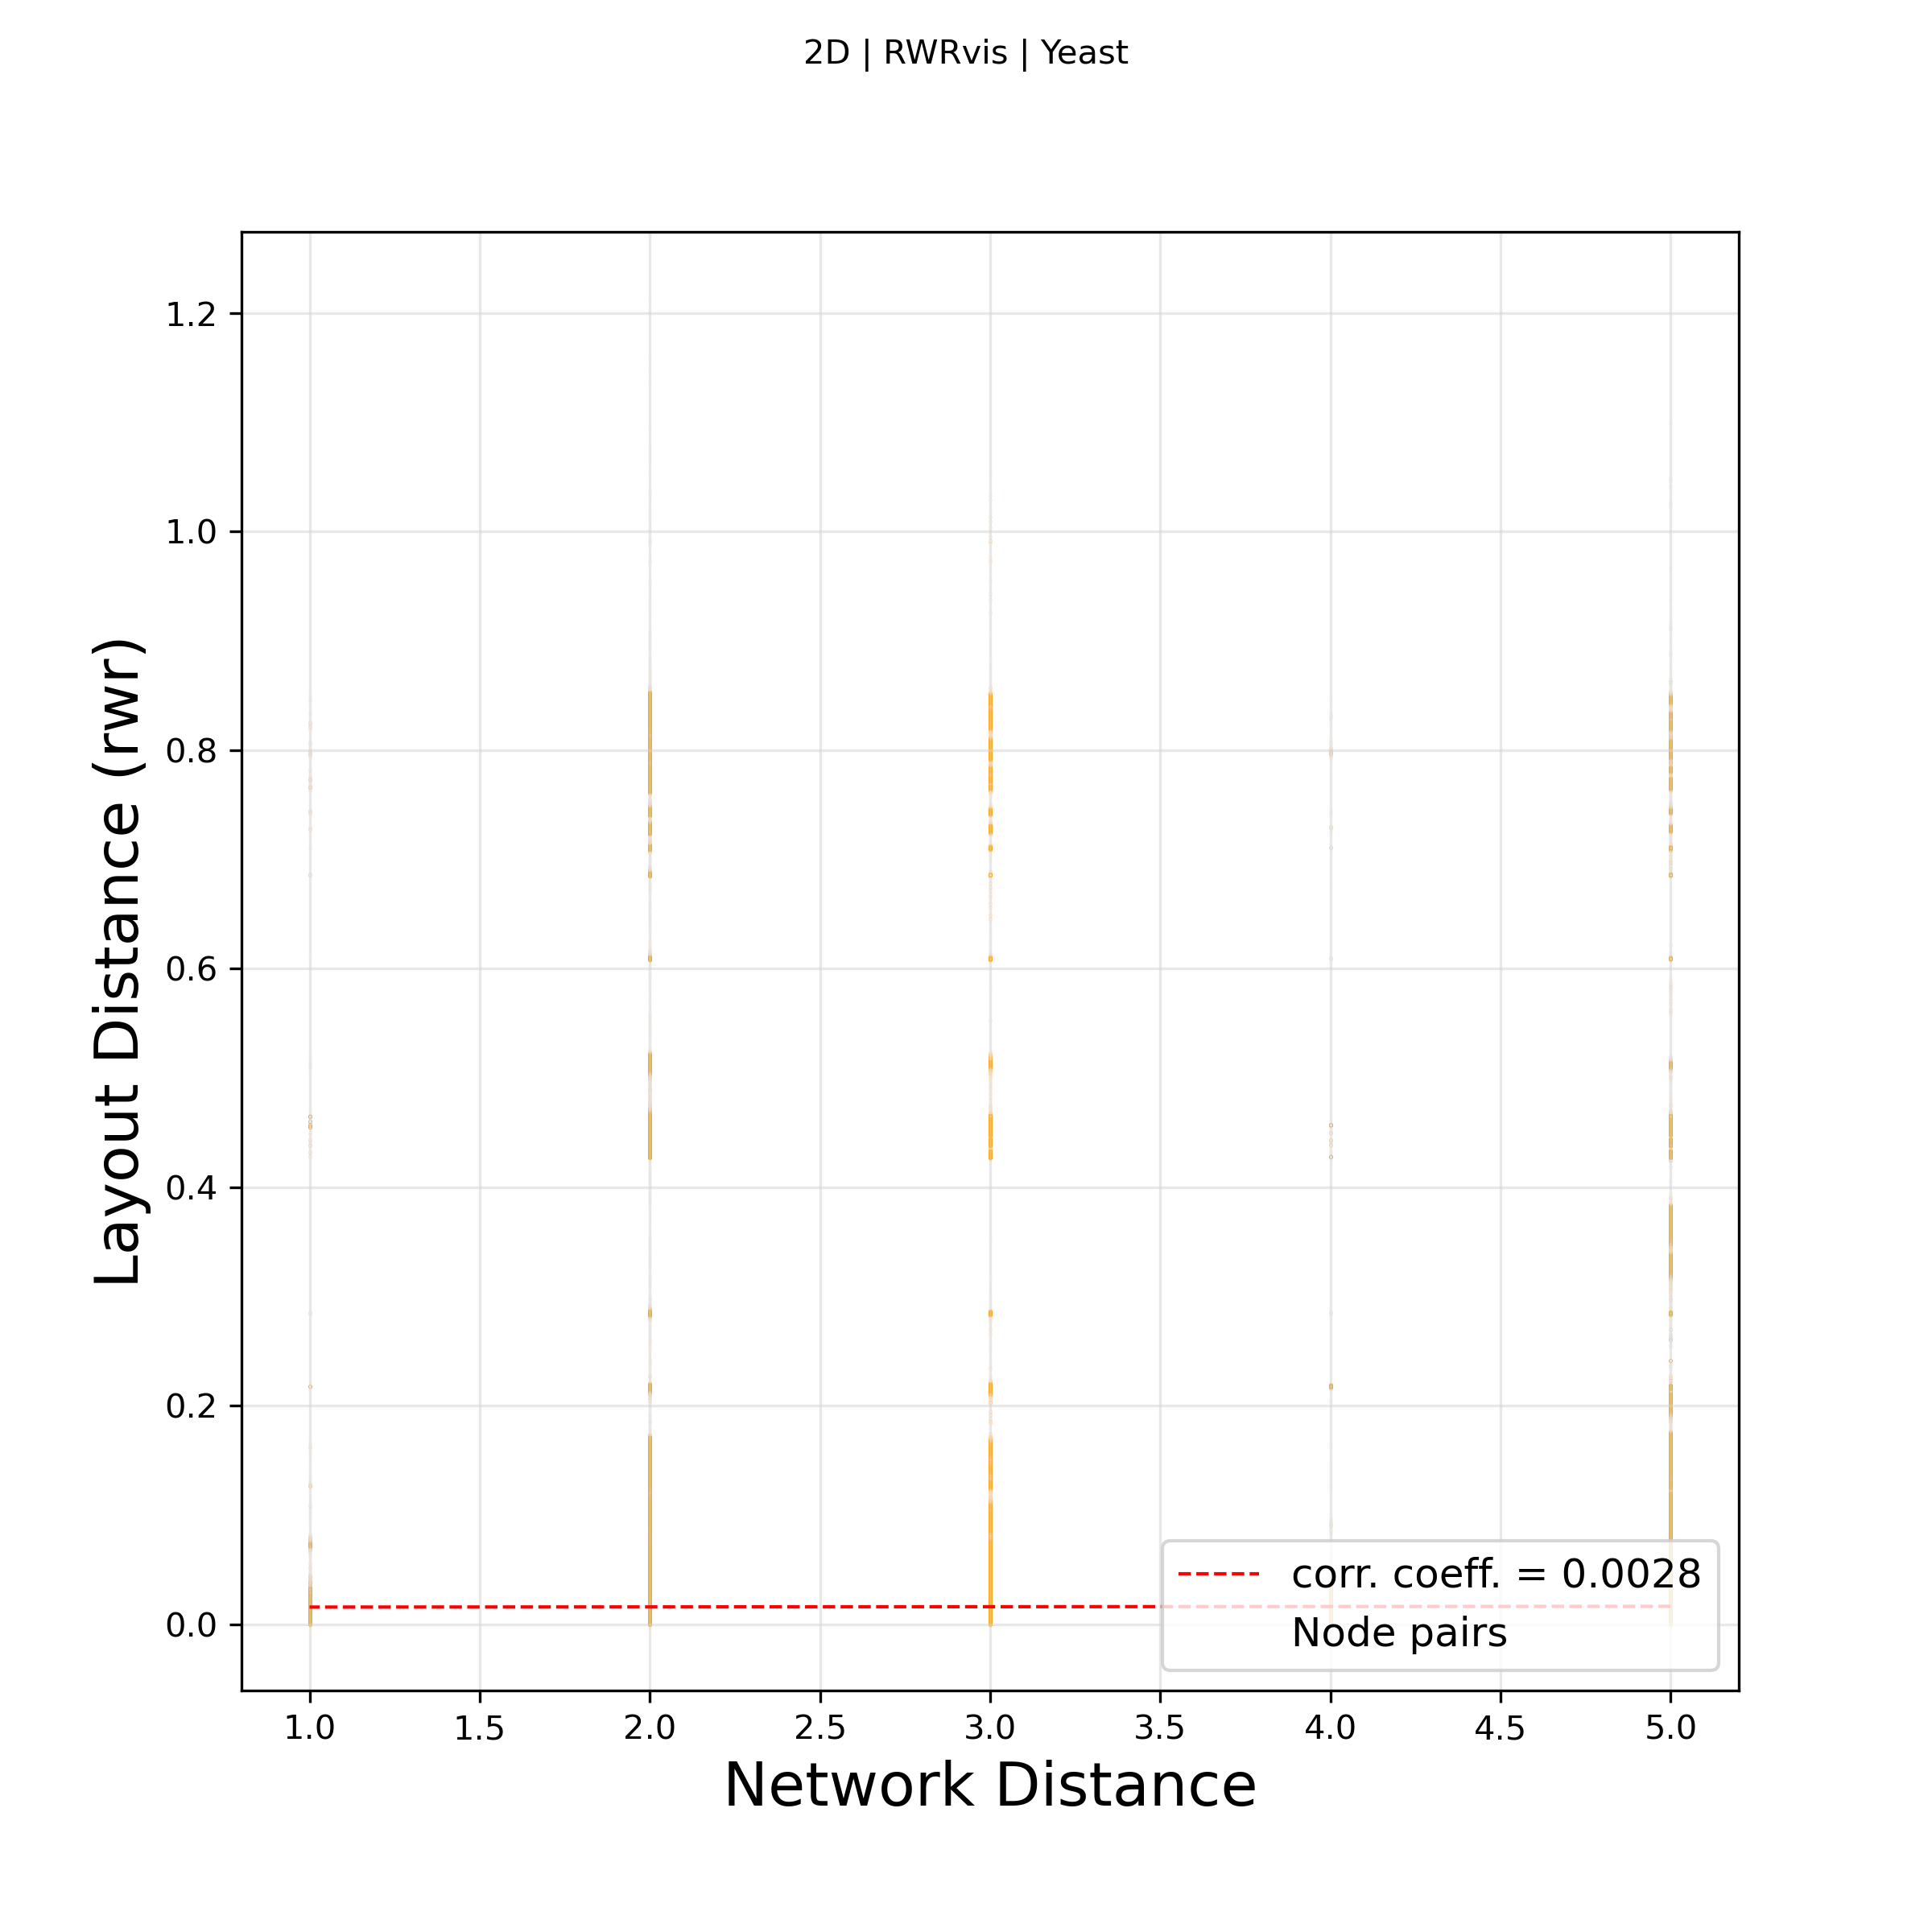 2D | RWRvis | Yeast
Layout Distance (rwr)
1.2
1.0
0.8
0.6
0.4
0.2
0.0
corr. coeff. = 0.0028
Node pairs
1.0 1.5 2.0 2.5 3.0 3.5 4.0 4.5 5.0
Network Distance